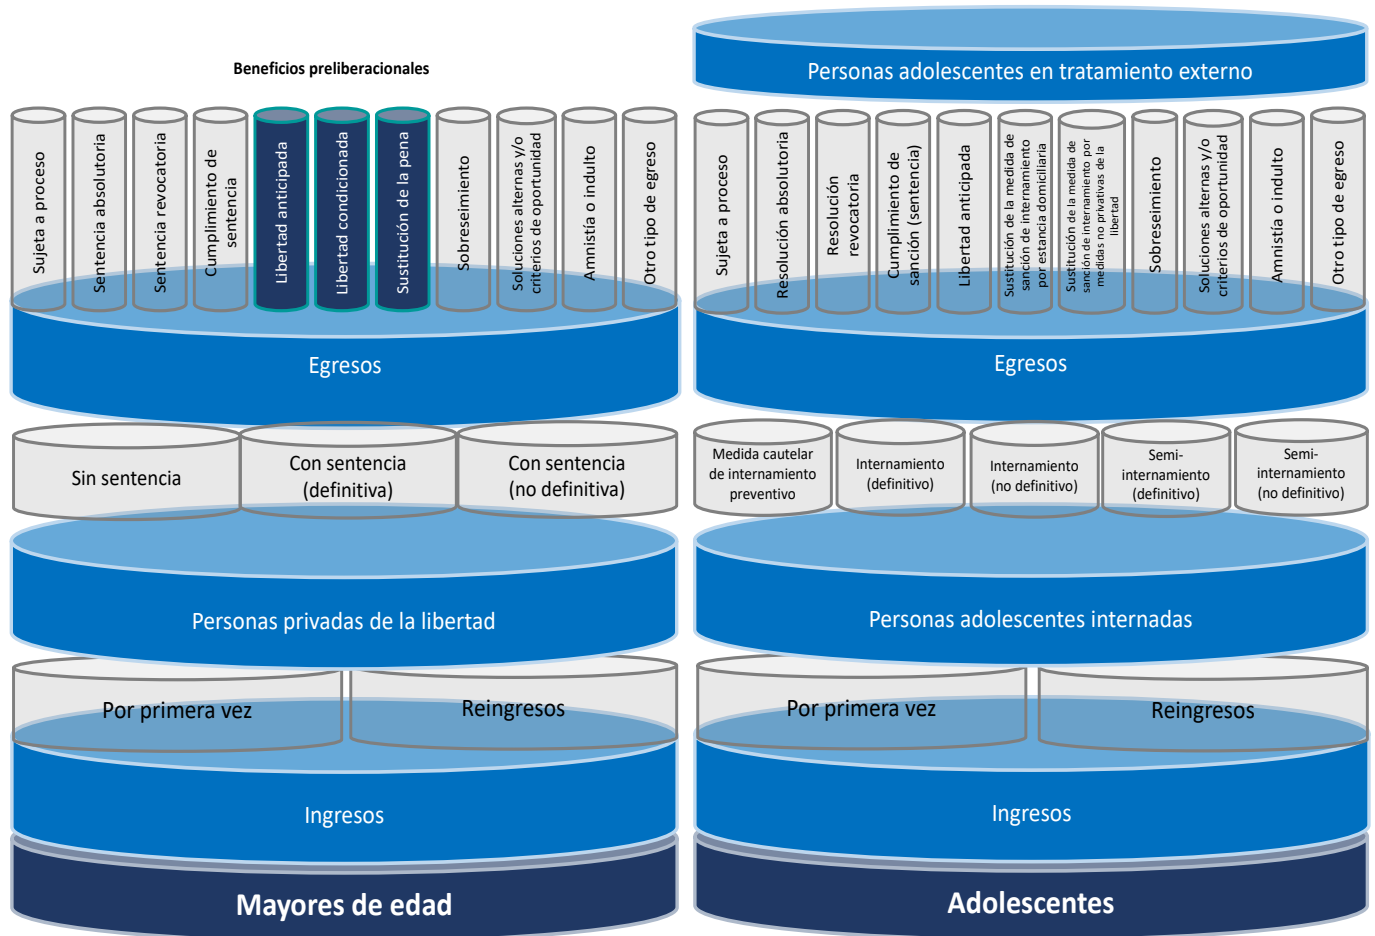 Beneficios preliberacionales
Sujeta a proceso
Sentencia absolutoria
Sentencia revocatoria
Cumplimiento de
sentencia
Libertad anticipada
Libertad condicionada
Sustitución de la pena
Sobreseimiento
Soluciones alternas y/o
criterios de oportunidad
Amnistía o indulto
Otro tipo de egreso
Egresos
Sin sentencia
Con sentencia
(definitiva)
Con sentencia
(no definitiva)
Personas privadas de la libertad
Por primera vez
Reingresos
Ingresos
Mayores de edad
Personas adolescentes en tratamiento externo
Sujeta a proceso
Resolución absolutoria
Resolución
revocatoria
Cumplimiento de
sanción (sentencia)
Libertad anticipada
Sustitución de la medida de
sanción de internamiento
por estancia domiciliaria
Sustitución de la medida de
sanción de internamiento por
medidas no privativas de la
libertad
Sobreseimiento
Soluciones alternas y/o
criterios de oportunidad
Amnistía o indulto
Otro tipo de egreso
Egresos
Medida cautelar
de internamiento
preventivo
Internamiento
(definitivo)
Internamiento
(no definitivo)
Semi-
internamiento
(definitivo)
Semi-
internamiento
(no definitivo)
Personas adolescentes internadas
Por primera vez
Reingresos
Ingresos
Adolescentes